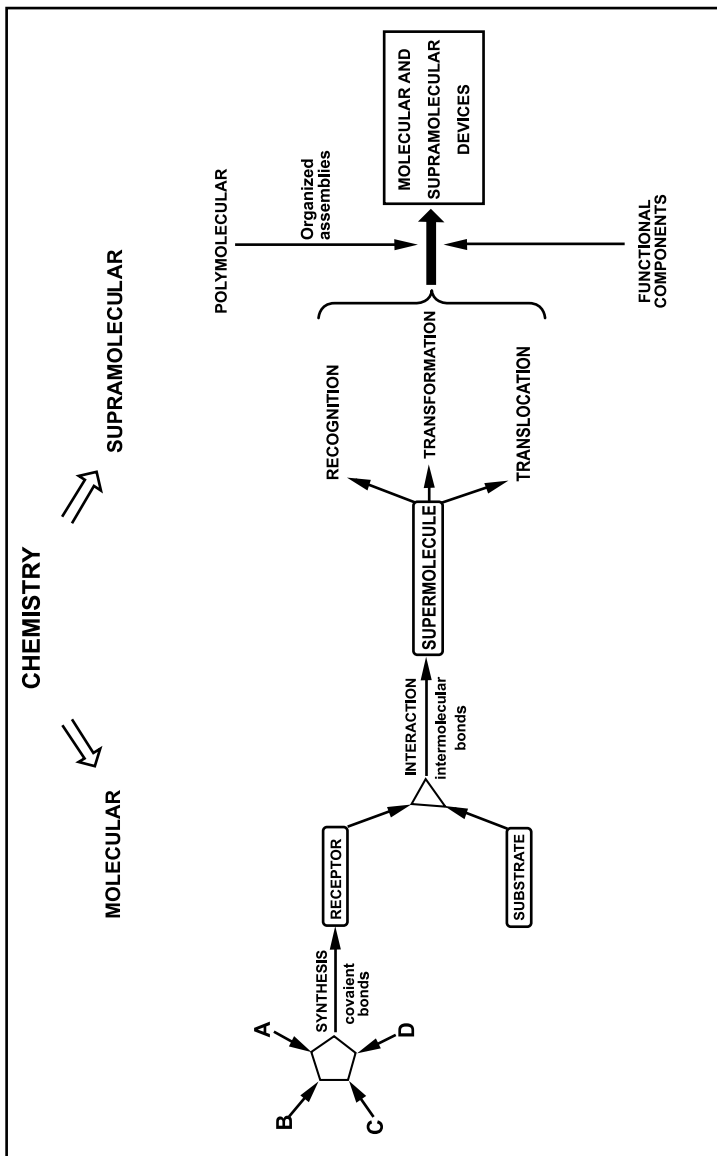 CHEMISTRY
MOLECULAR
SUPRAMOLECULAR
A
B
C
D
SYNTHESIS
covaient
bonds
RECEPTOR
SUBSTRATE
INTERACTION
intermolecular
bonds
SUPERMOLECULE
RECOGNITION
TRANSFORMATION
TRANSLOCATION
POLYMOLECULAR
Organized
assemblies
FUNCTIONAL
COMPONENTS
MOLECULAR AND
SUPRAMOLECULAR
DEVICES